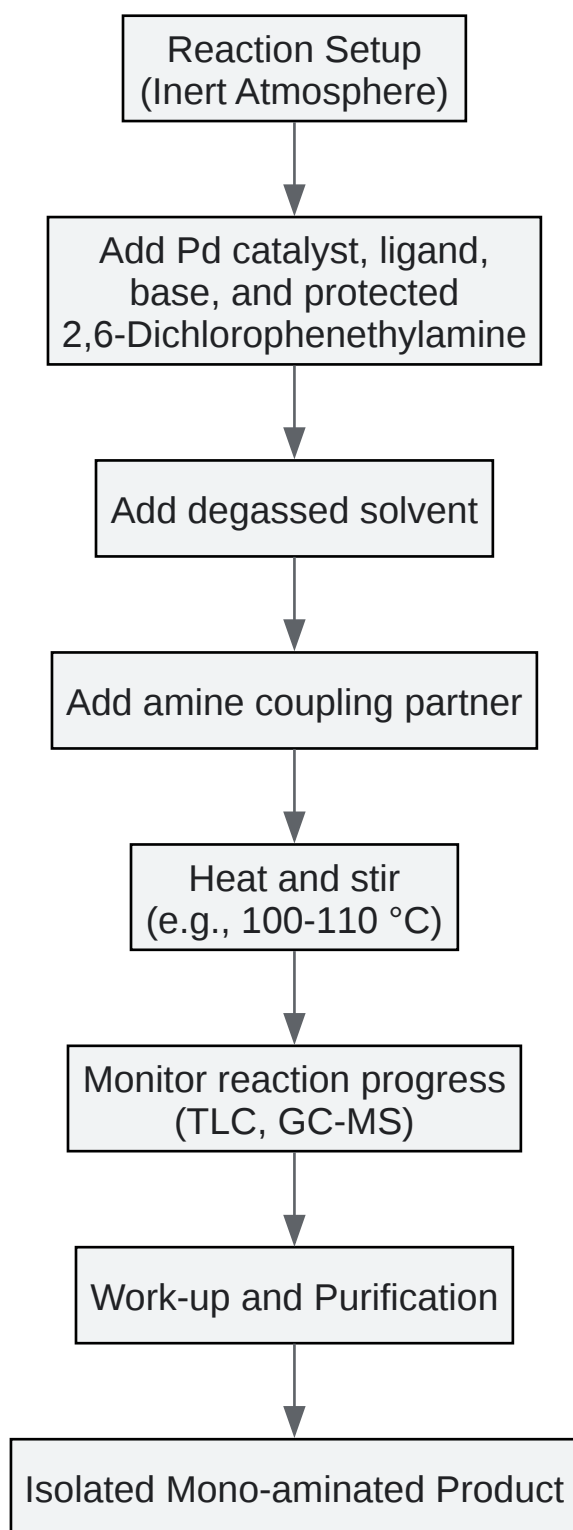 Reaction Setup
(Inert Atmosphere)
Add Pd catalyst, ligand,
base, and protected
2,6-Dichlorophenethylamine
Add degassed solvent
Add amine coupling partner
Heat and stir
(e.g., 100-110 °C)
Monitor reaction progress
(TLC, GC-MS)
Work-up and Purification
Isolated Mono-aminated Product